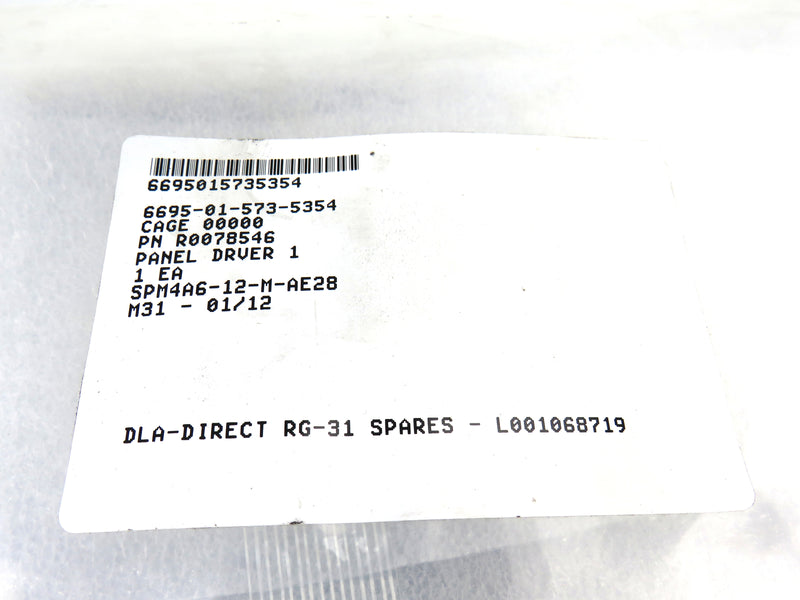 6695015735354
6695-01-573-5354
CAGE 00000
PN R0078546
PANEL DRVER 1
1 EA
SPM4A6-12-M-AE28
M31 - 01/12
DLA-DIRECT RG-31 SPARES - L001068719